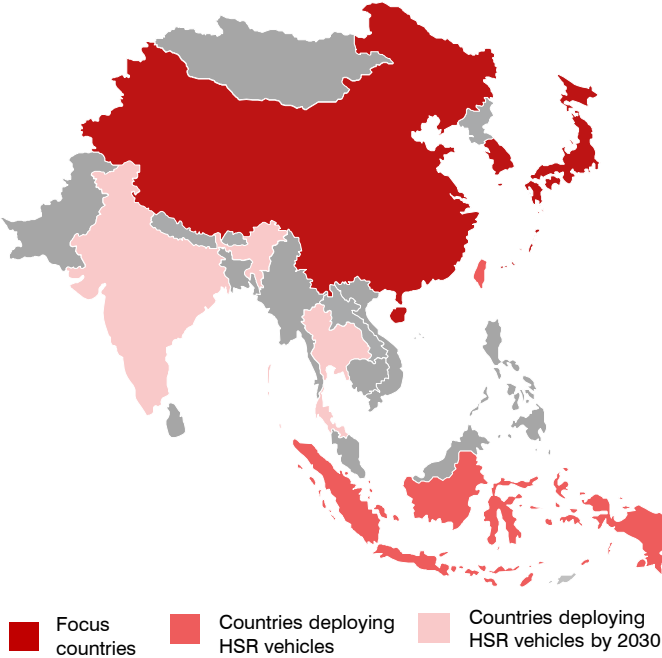 Focus
countries
Countries deploying
HSR vehicles
Countries deploying
HSR vehicles by 2030